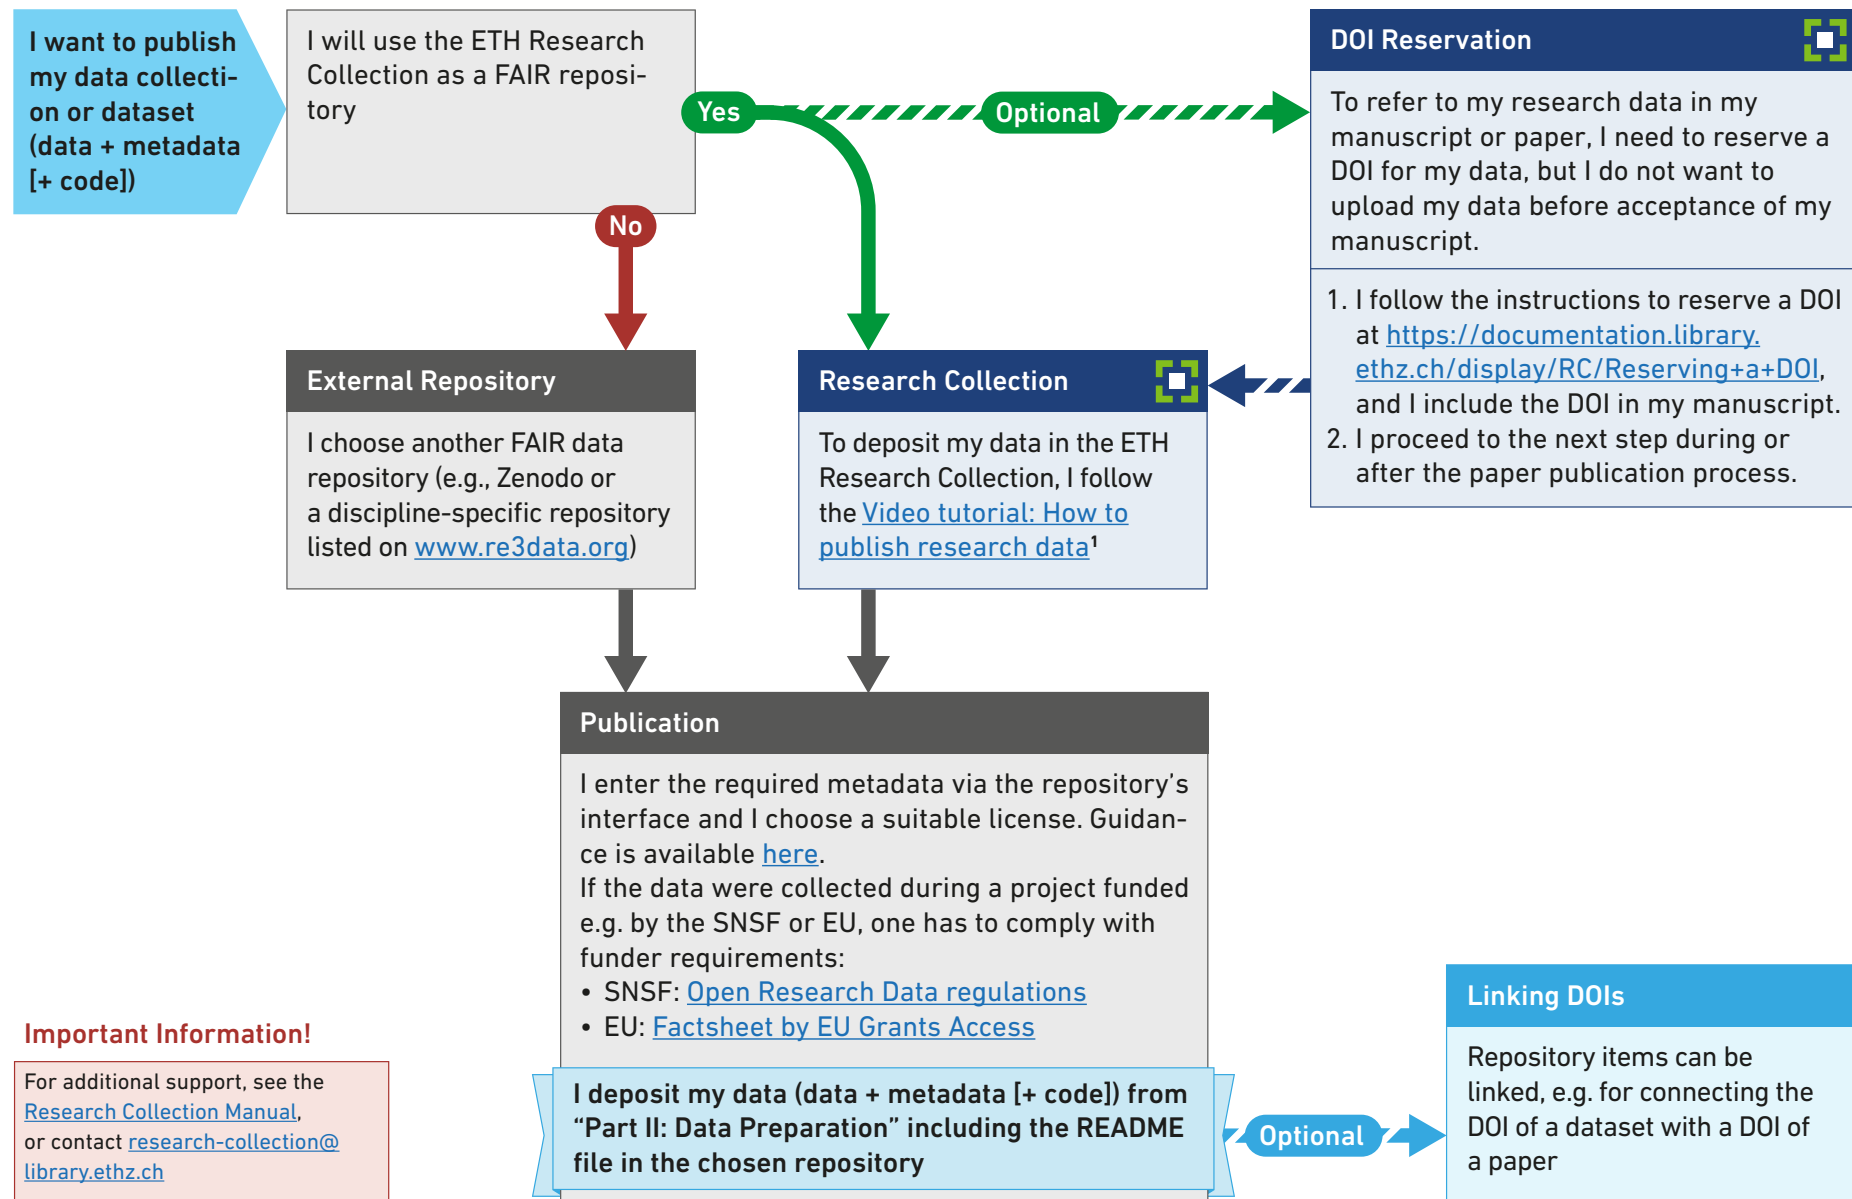 I want to publish
my data collecti-
on or dataset
(data + metadata
[+ code])
I will use the ETH Research
Collection as a FAIR reposi-
tory
Yes
Optional
No
DOI Reservation
To refer to my research data in my
manuscript or paper, I need to reserve a
DOI for my data, but I do not want to
upload my data before acceptance of my
manuscript.
1. I follow the instructions to reserve a DOI
at https://documentation.library.
ethz.ch/display/RC/Reserving+a+DOI,
and I include the DOI in my manuscript.
2. I proceed to the next step during or
after the paper publication process.
External Repository
I choose another FAIR data
repository (e.g., Zenodo or
a discipline-specific repository
listed on www.re3data.org)
Research Collection
To deposit my data in the ETH
Research Collection, I follow
the Video tutorial: How to
publish research data¹
Publication
I enter the required metadata via the repository’s
interface and I choose a suitable license. Guidan-
ce is available here.
If the data were collected during a project funded
e.g. by the SNSF or EU, one has to comply with
funder requirements:
• SNSF: Open Research Data regulations
• EU: Factsheet by EU Grants Access
I deposit my data (data + metadata [+ code]) from
“Part II: Data Preparation” including the README
file in the chosen repository
Optional
Linking DOIs
Repository items can be
linked, e.g. for connecting the
DOI of a dataset with a DOI of
a paper
Important Information!
For additional support, see the
Research Collection Manual,
or contact research-collection@
library.ethz.ch